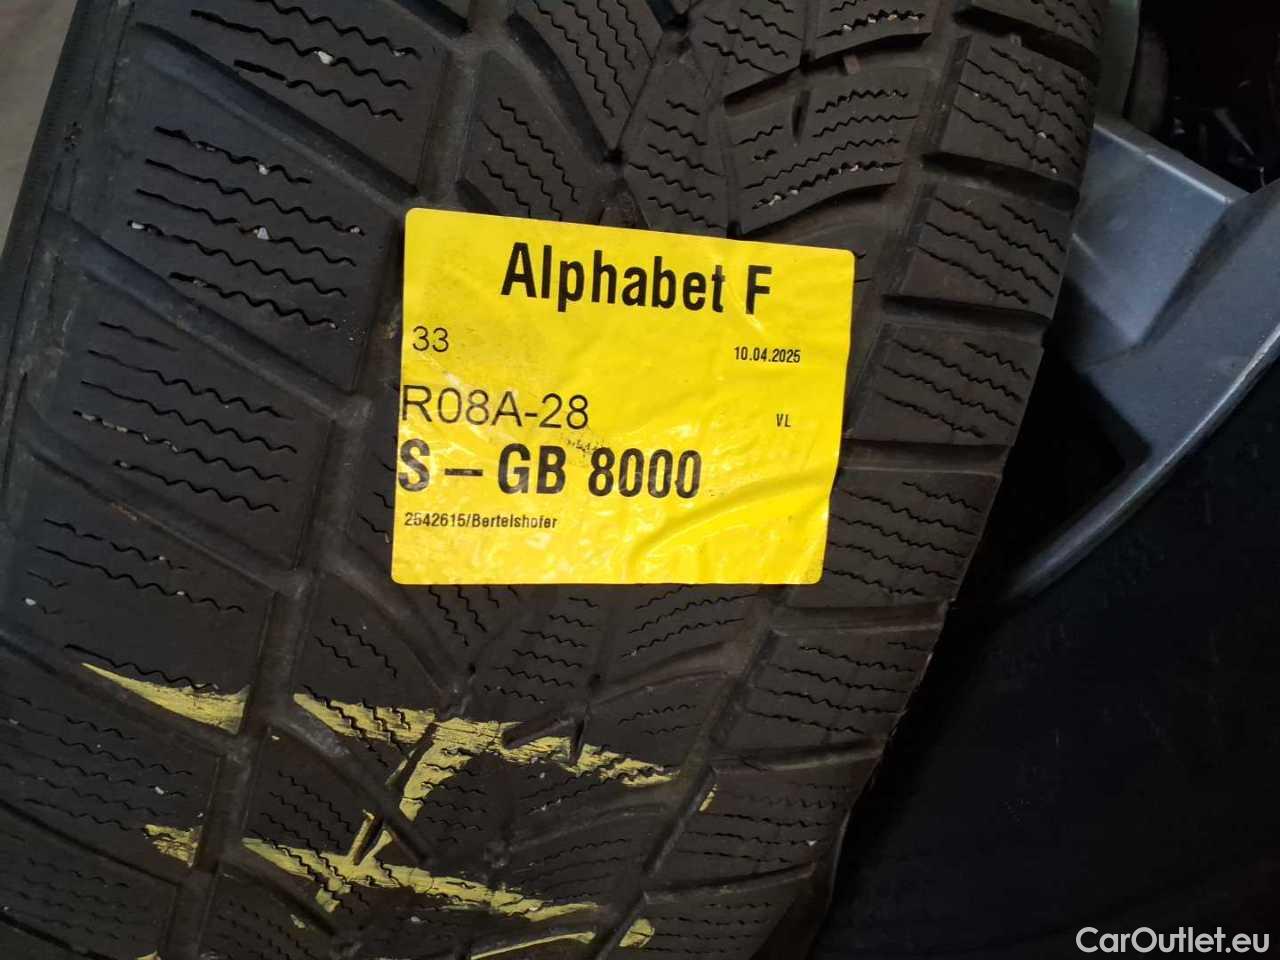 Alphabet F
33
10.04.2025
R08A-28
VL
S - GB 8000
2542615/Bertelshofer
CarOutlet.eu